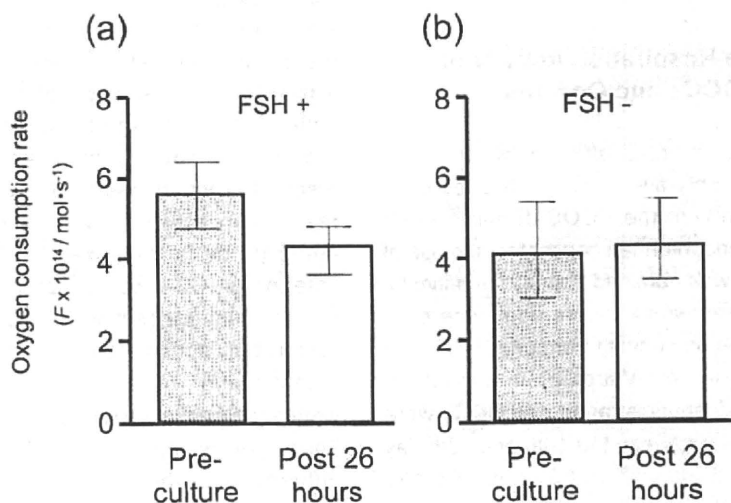 (a)
(b)
Oxygen consumption rate
(F x 10¹⁴ / mol·s⁻¹)
8
6
4
2
0
FSH +
Pre-
culture
Post 26
hours
8
6
4
2
0
FSH -
Pre-
culture
Post 26
hours